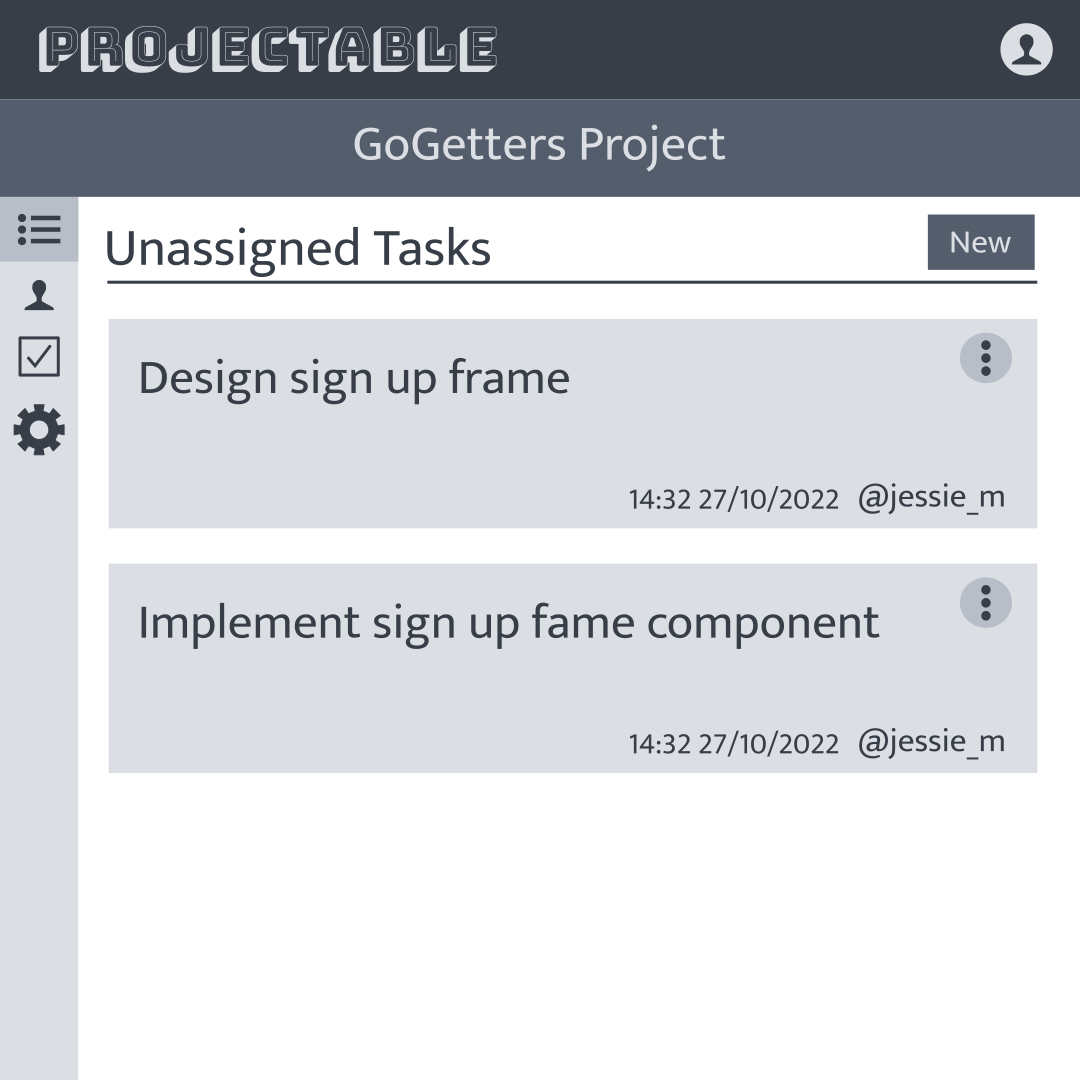 PROJECTABLE
GoGetters Project
Unassigned Tasks
New
Design sign up frame
14:32 27/10/2022 @jessie_m
Implement sign up fame component
14:32 27/10/2022 @jessie_m